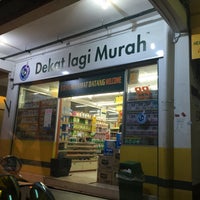 Dekat lagi Murah
SELAMAT DATANG WELCOME